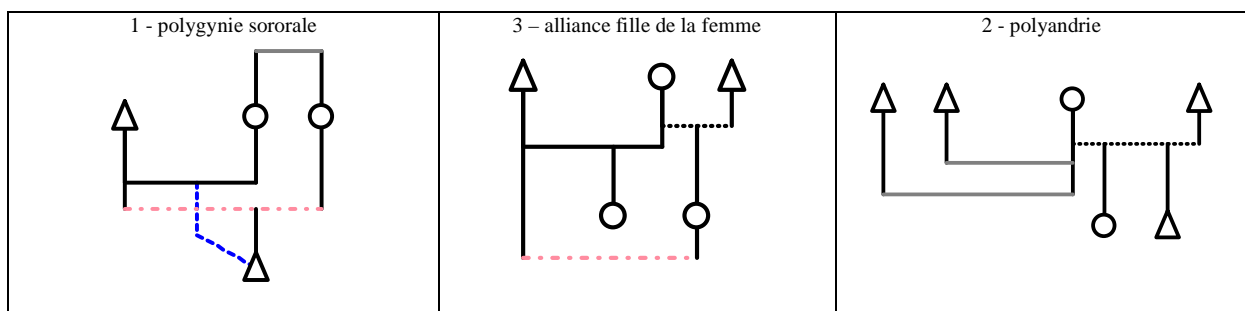 1 - polygynie sororale
3 – alliance fille de la femme
2 - polyandrie